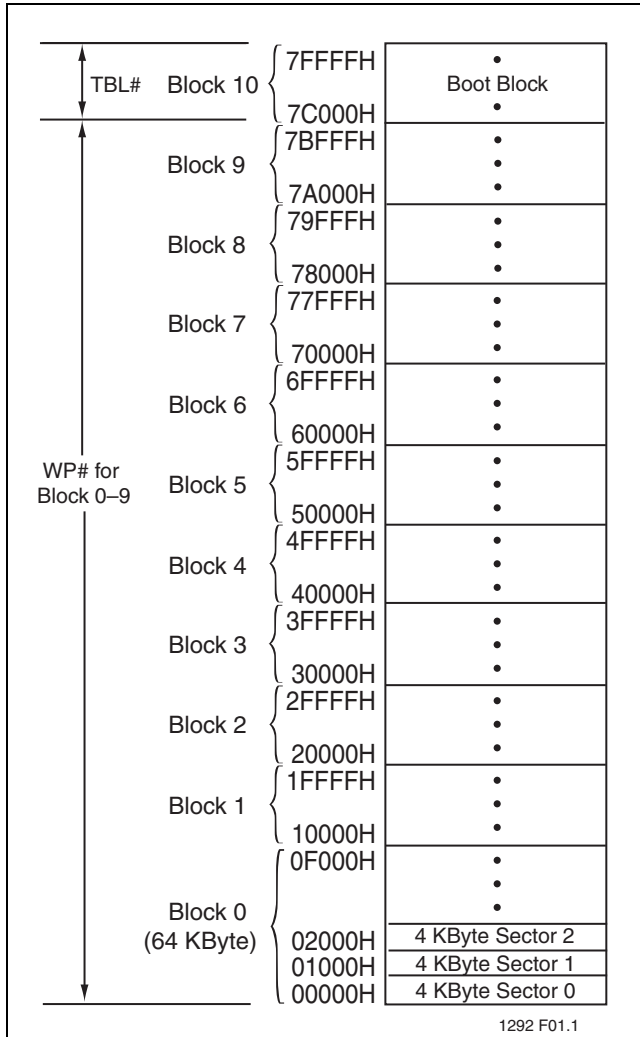 7FFFFH
TBL# Block 10 Boot Block
7C000H
7BFFFH
Block 9
7A000H
79FFFH
Block 8
78000H
77FFFH
Block 7
70000H
6FFFFH
Block 6
60000H
5FFFFH
WP# for
Block 0–9
Block 5
50000H
4FFFFH
Block 4
40000H
3FFFFH
Block 3
30000H
2FFFFH
Block 2
20000H
1FFFFH
Block 1
10000H
0F000H
Block 0
(64 KByte)
02000H 4 KByte Sector 2
01000H 4 KByte Sector 1
00000H 4 KByte Sector 0
1292 F01.1